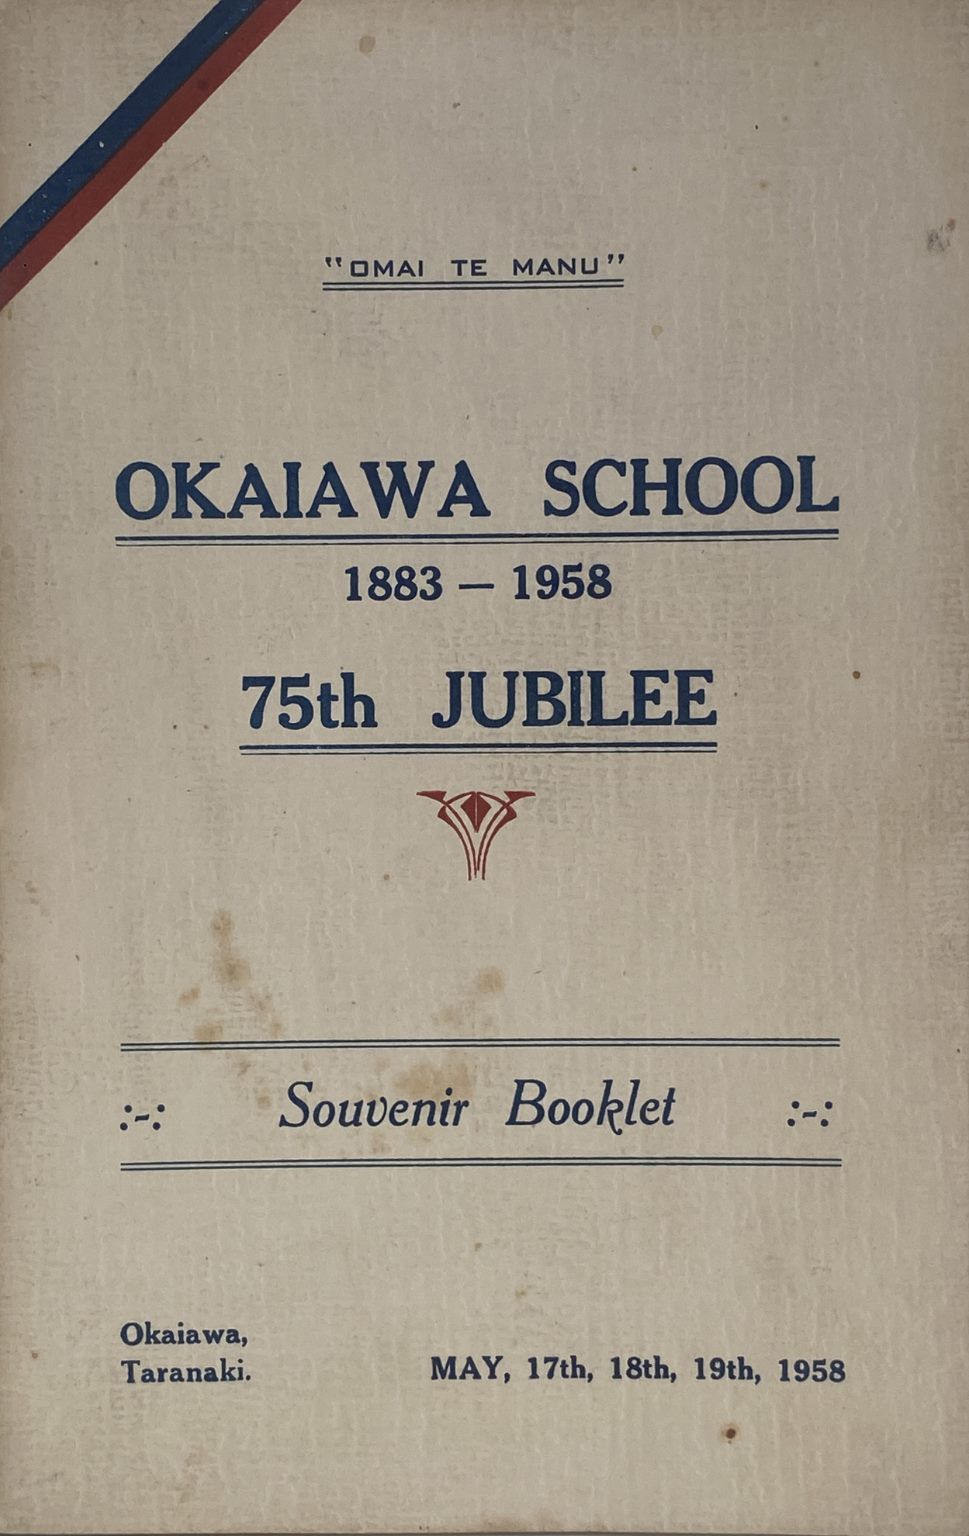 "OMAI TE MANU"
OKAIAWA SCHOOL
1883 — 1958
75th JUBILEE
:-: Souvenir Booklet :-:
Okaiawa,
Taranaki.
MAY, 17th, 18th, 19th, 1958